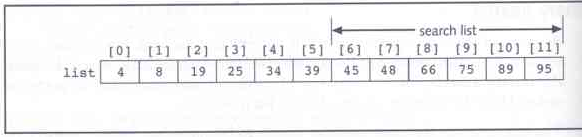 search list
[0] [1] [2] [3] [4] [5] [6] [7] [8] [9] [10] [11]
list 4 8 19 25 34 39 45 48 66 75 89 95